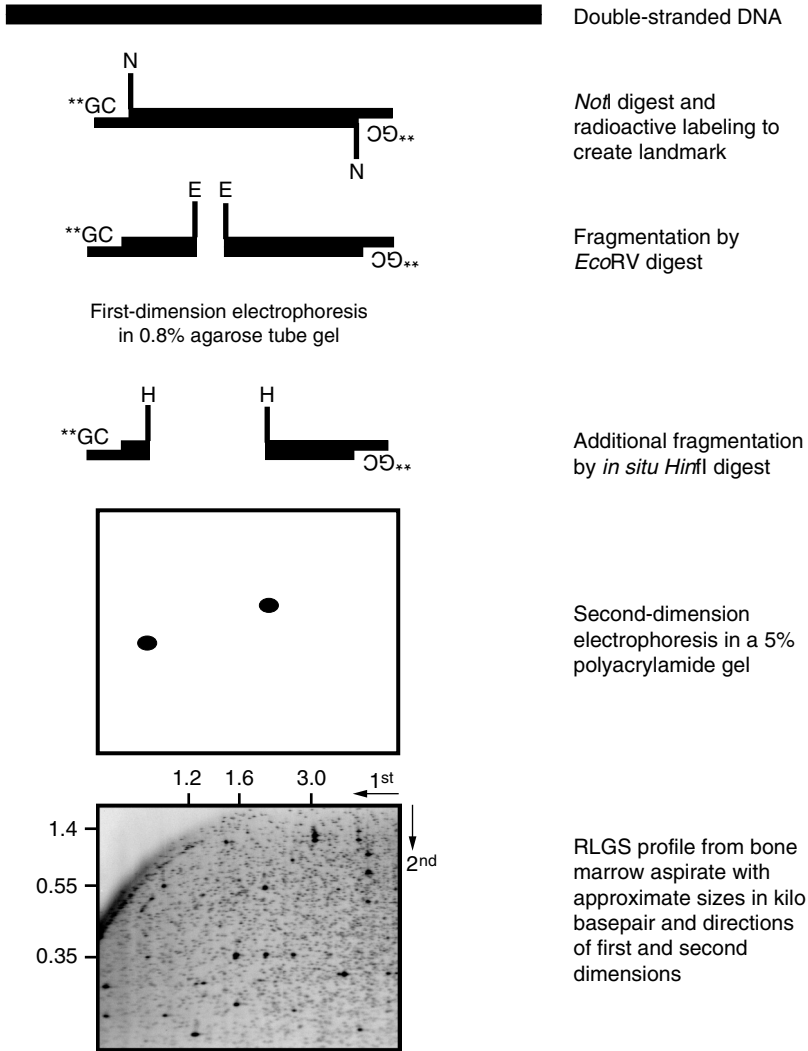 Double-stranded DNA
N
**GC
GC**
N
NotI digest and
radioactive labeling to
create landmark
E E
**GC
GC**
Fragmentation by
EcoRV digest
First-dimension electrophoresis
in 0.8% agarose tube gel
H H
**GC
GC**
Additional fragmentation
by in situ HinfI digest
Second-dimension
electrophoresis in a 5%
polyacrylamide gel
1.2 1.6 3.0 1st
1.4
2nd
0.55
0.35
RLGS profile from bone
marrow aspirate with
approximate sizes in kilo
basepair and directions
of first and second
dimensions